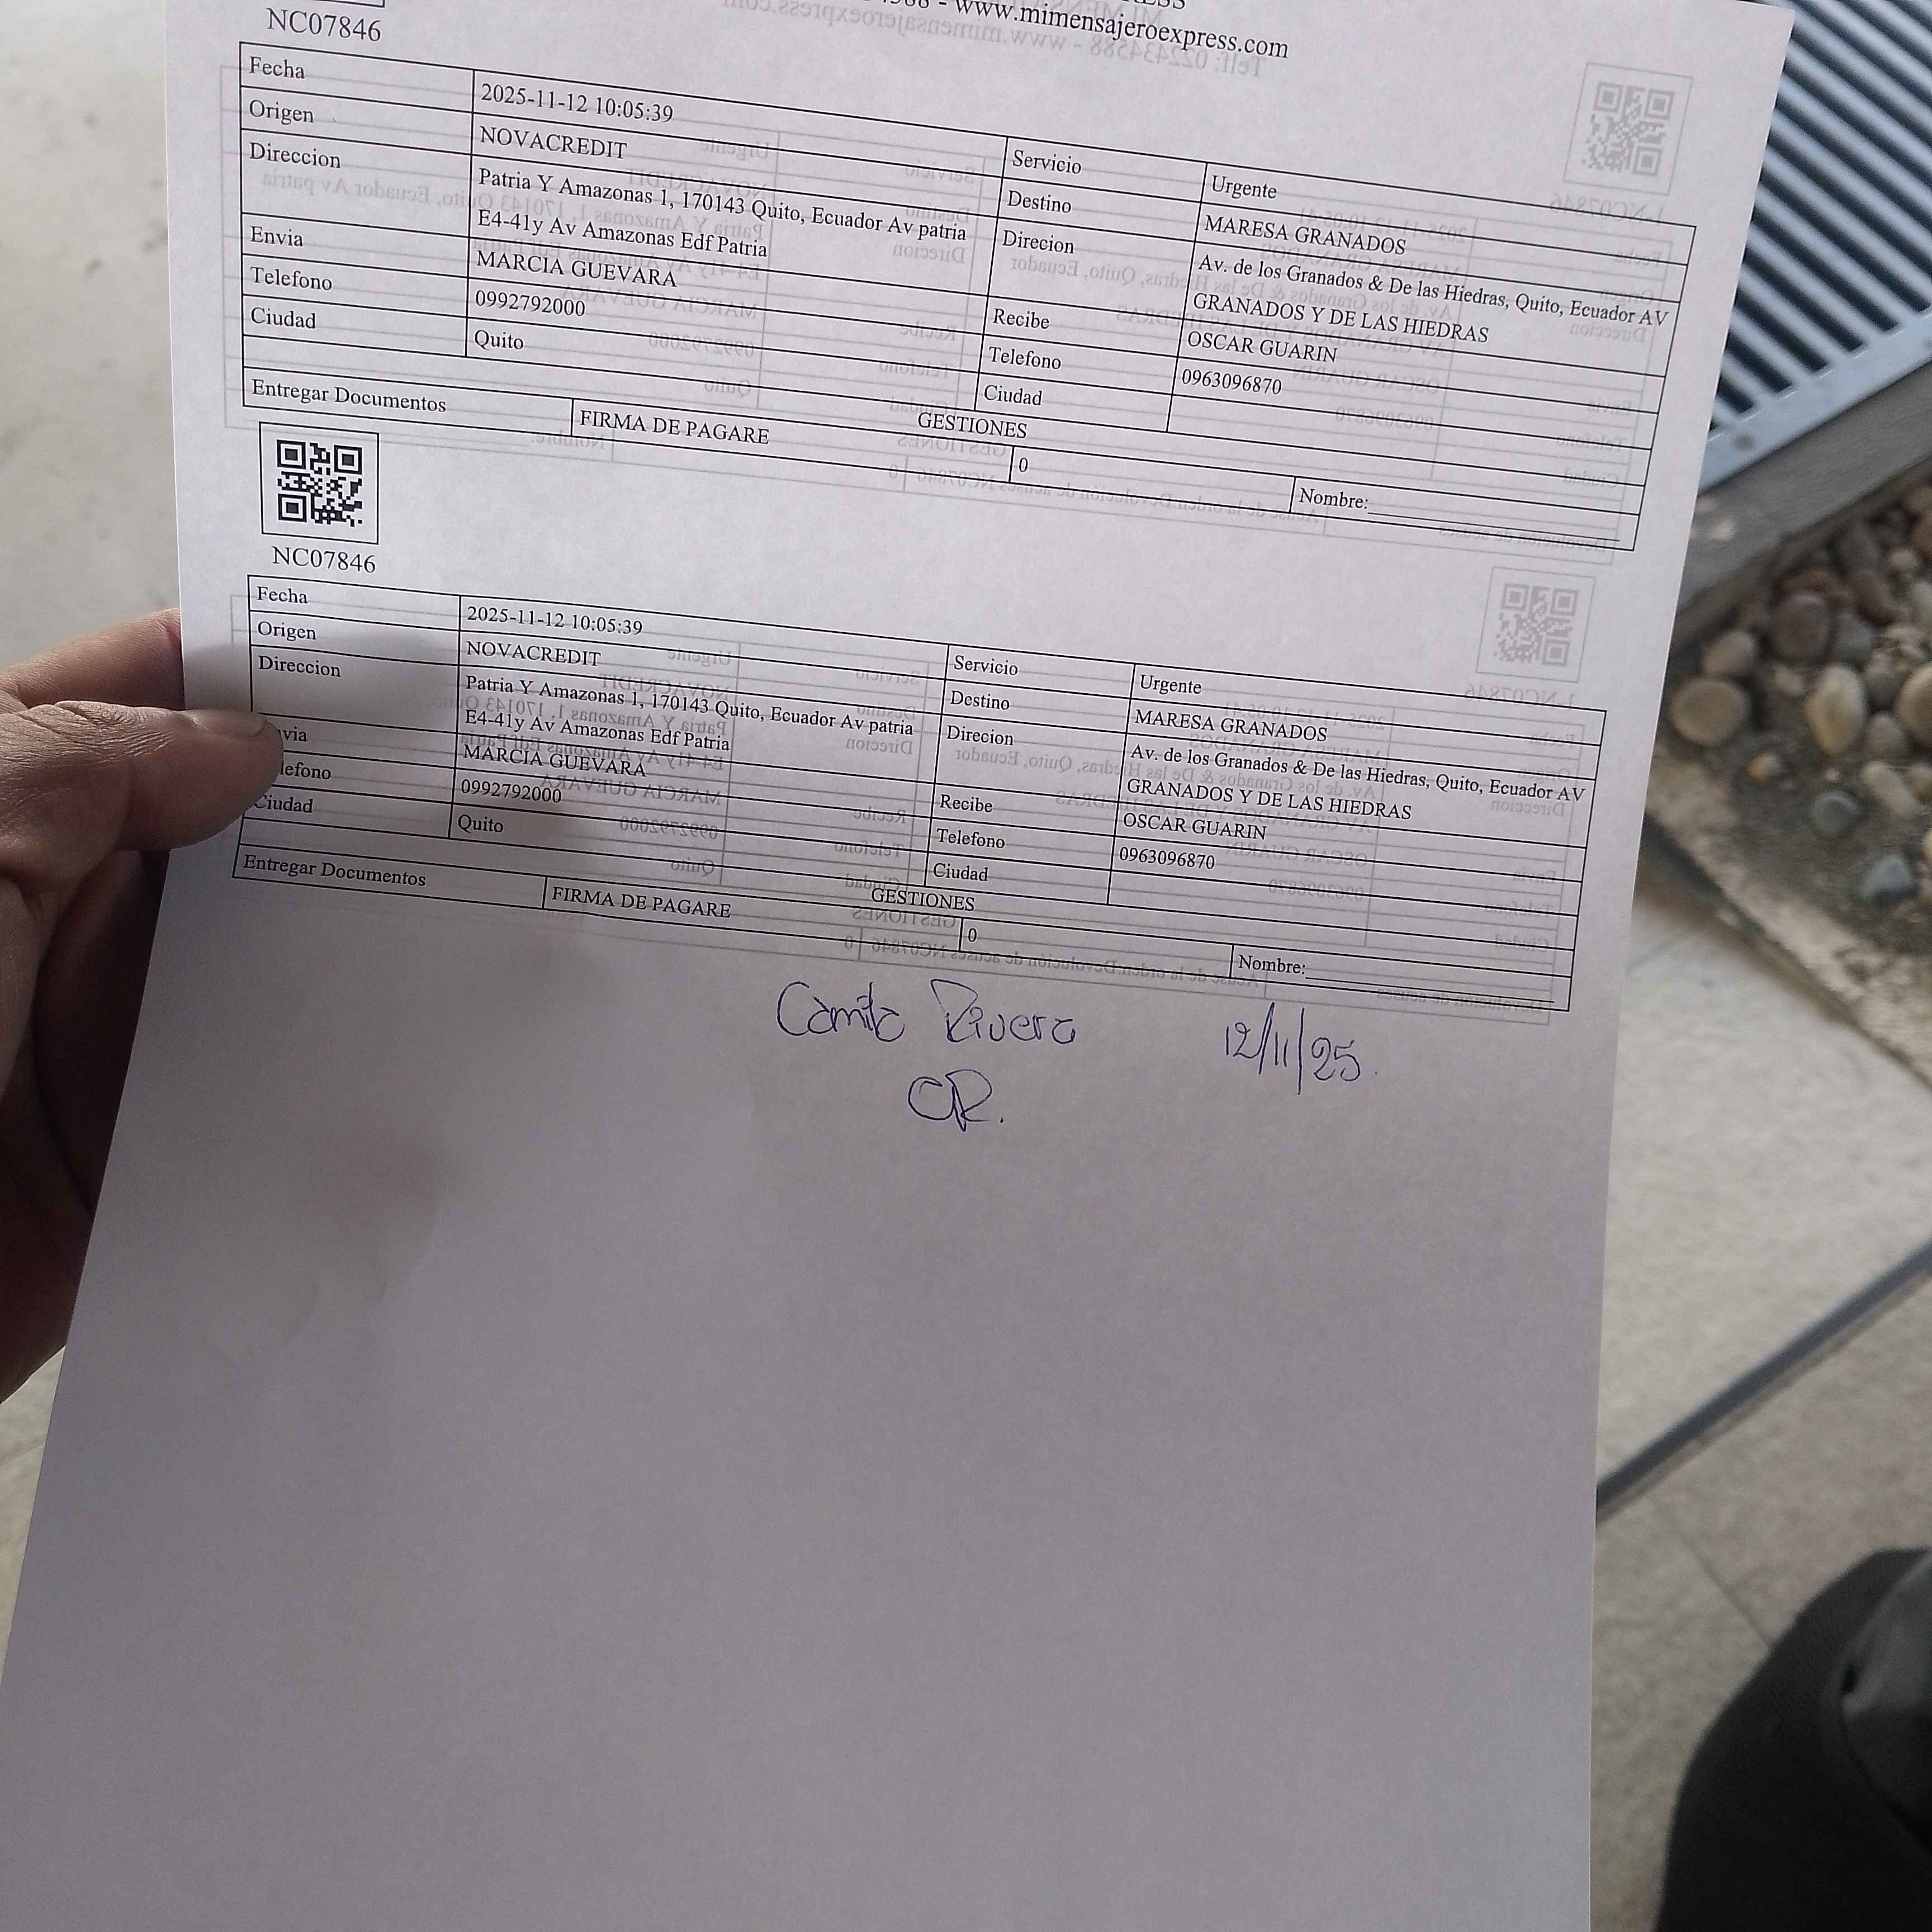 www.mimensajeroexpress.com
NC07846
Fecha 2025-11-12 10:05:39 Servicio Urgente
Origen NOVACREDIT Destino MARESA GRANADOS
Direccion Patria Y Amazonas 1, 170143 Quito, Ecuador Av patria E4-41y Av Amazonas Edf Patria Direcion Av. de los Granados & De las Hiedras, Quito, Ecuador AV GRANADOS Y DE LAS HIEDRAS
Envia MARCIA GUEVARA Recibe OSCAR GUARIN
Telefono 0992792000 Telefono 0963096870
Ciudad Quito Ciudad
GESTIONES
Entregar Documentos FIRMA DE PAGARE 0 Nombre:
NC07846
Fecha 2025-11-12 10:05:39 Servicio Urgente
Origen NOVACREDIT Destino MARESA GRANADOS
Direccion Patria Y Amazonas 1, 170143 Quito, Ecuador Av patria E4-41y Av Amazonas Edf Patria Direcion Av. de los Granados & De las Hiedras, Quito, Ecuador AV GRANADOS Y DE LAS HIEDRAS
via MARCIA GUEVARA Recibe OSCAR GUARIN
lefono 0992792000 Telefono 0963096870
Ciudad Quito Ciudad
GESTIONES
Entregar Documentos FIRMA DE PAGARE 0 Nombre:
Camila Rivera 12/11/25.
CR.